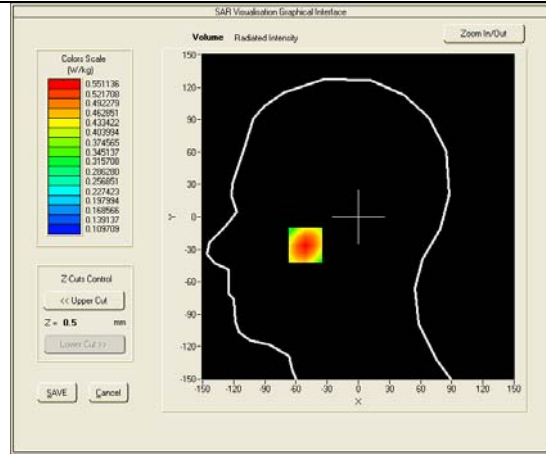 SAR Visualisation Graphical Interface
Volume Radiated Intensity
Zoom In/Out
Colors Scale
(W/kg)
0.551136
0.521708
0.492279
0.462851
0.433422
0.403994
0.374565
0.345137
0.315708
0.286280
0.256851
0.227423
0.197994
0.168566
0.139137
0.109709
Z-Cuts Control
<< Upper Cut
Z = 0.5 mm
Lower Cut >>
SAVE Cancel
150
120
90
60
30
0
-30
-60
-90
-120
-150
Y
-150 -120 -90 -60 -30 0 30 60 90 120 150
X